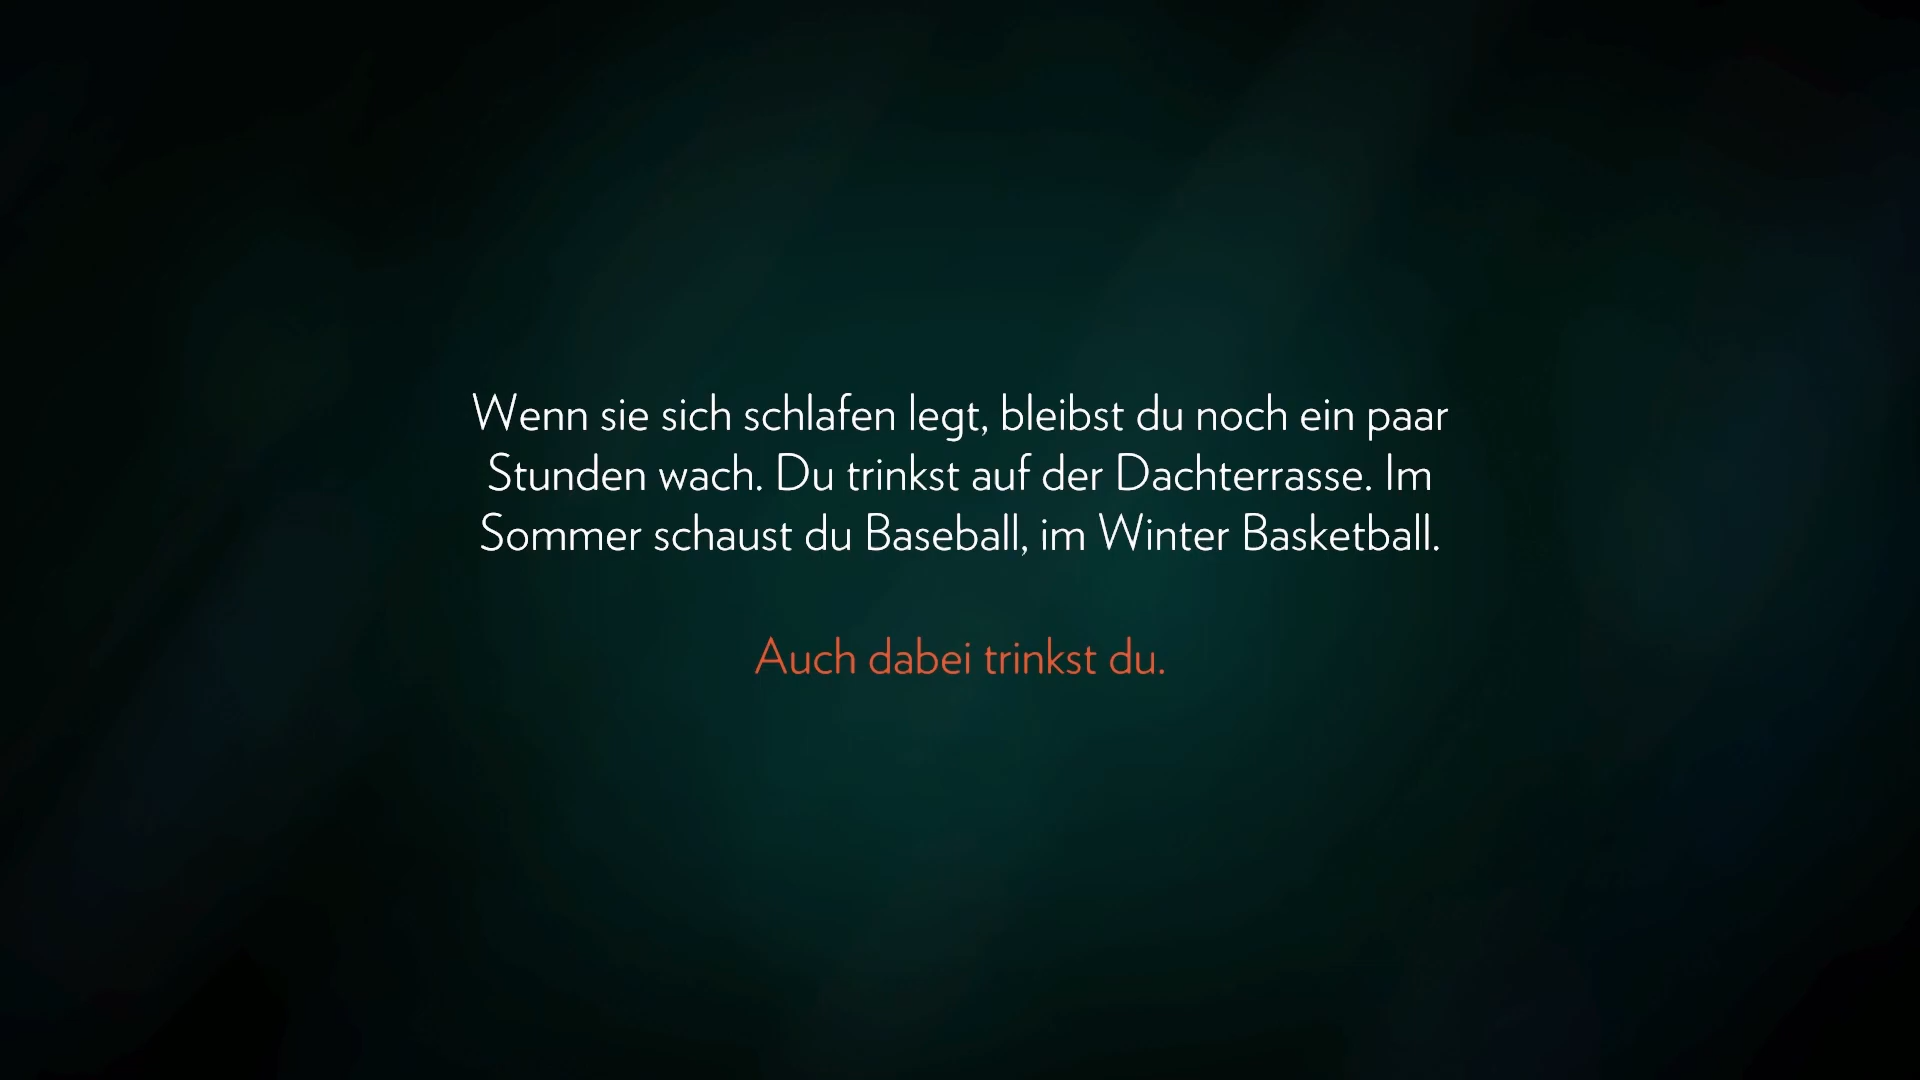 Wenn sie sich schlafen legt, bleibst du noch ein paar
Stunden wach. Du trinkst auf der Dachterrasse. Im
Sommer schaust du Baseball, im Winter Basketball.
Auch dabei trinkst du.